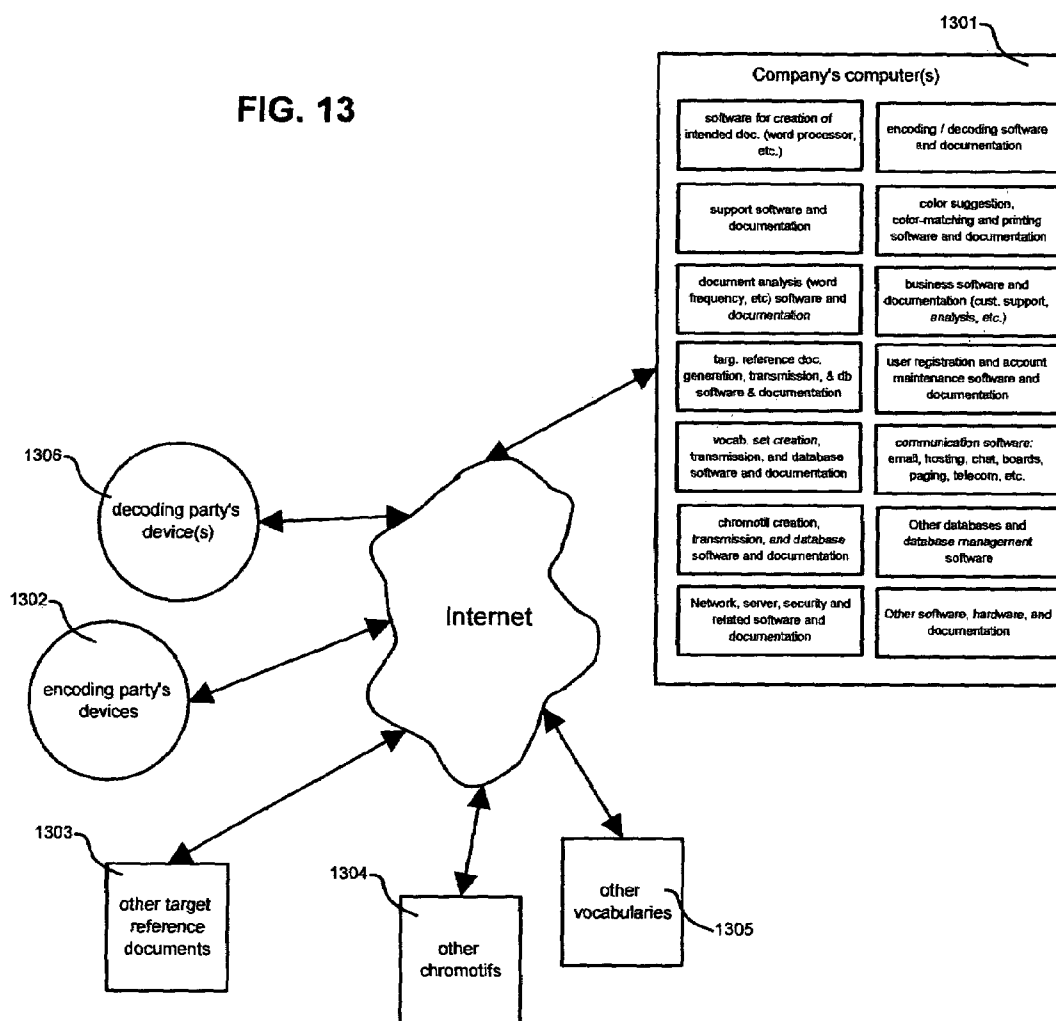 1301
FIG. 13
Company's computer(s)
software for creation of
intended doc. (word processor,
etc.)
encoding / decoding software
and documentation
support software and
documentation
color suggestion,
color-matching and printing
software and documentation
document analysis (word
frequency, etc) software and
documentation
business software and
documentation (cust. support,
analysis, etc.)
targ. reference doc.
generation, transmission, & db
software & documentation
user registration and account
maintenance software and
documentation
vocab. set creation,
transmission, and database
software and documentation
communication software:
email, hosting, chat, boards,
paging, telecom, etc.
chromotif creation,
transmission, and database
software and documentation
Other databases and
database management
software
Network, server, security and
related software and
documentation
Other software, hardware, and
documentation
1306
decoding party's
device(s)
Internet
1302
encoding party's
devices
1303
other target
reference
documents
1304
other
chromotifs
other
vocabularies
1305